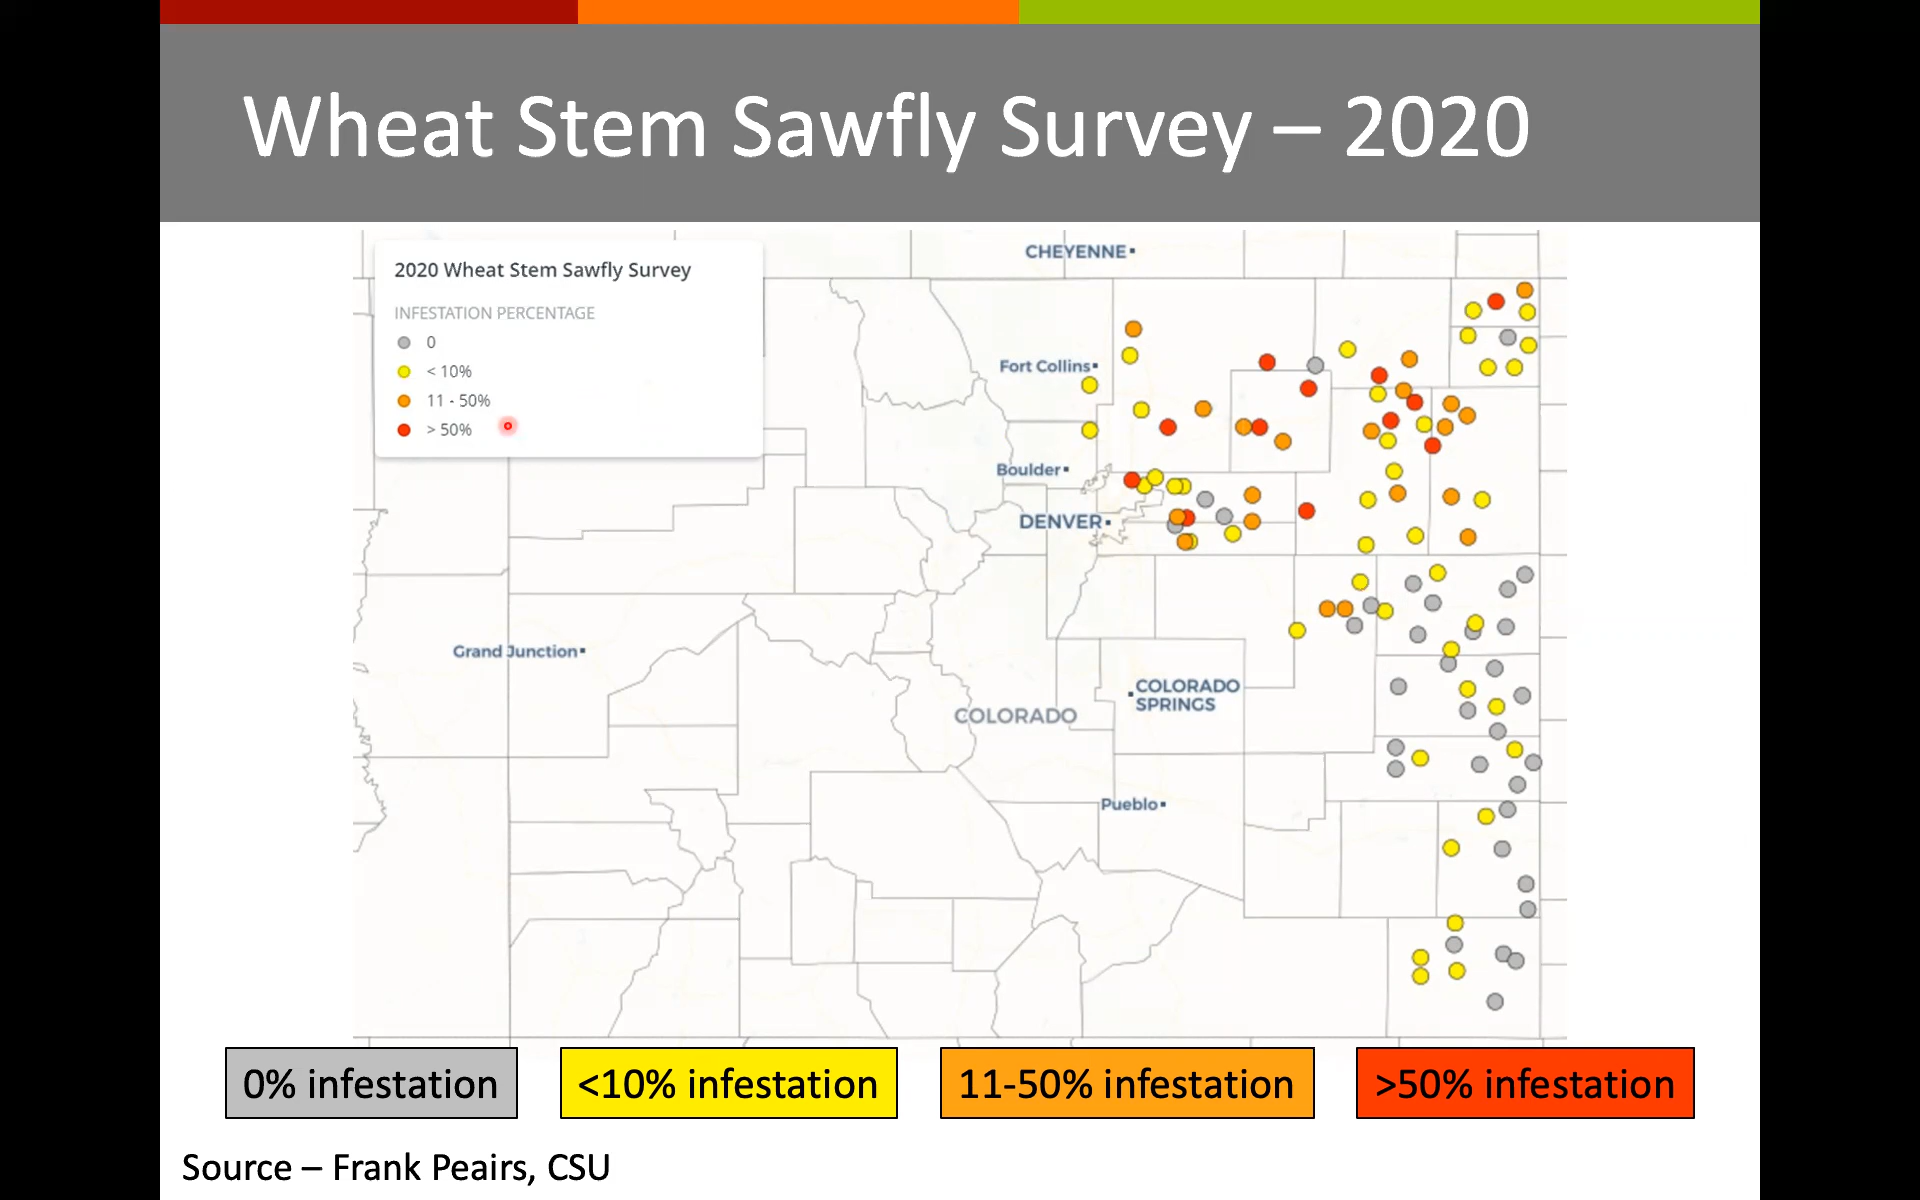 Wheat Stem Sawfly Survey – 2020
2020 Wheat Stem Sawfly Survey
INFESTATION PERCENTAGE
0
< 10%
11 - 50%
> 50%
CHEYENNE
Fort Collins
Boulder
DENVER
Grand Junction
COLORADO
SPRINGS
COLORADO
Pueblo
0% infestation
<10% infestation
11-50% infestation
>50% infestation
Source – Frank Peairs, CSU